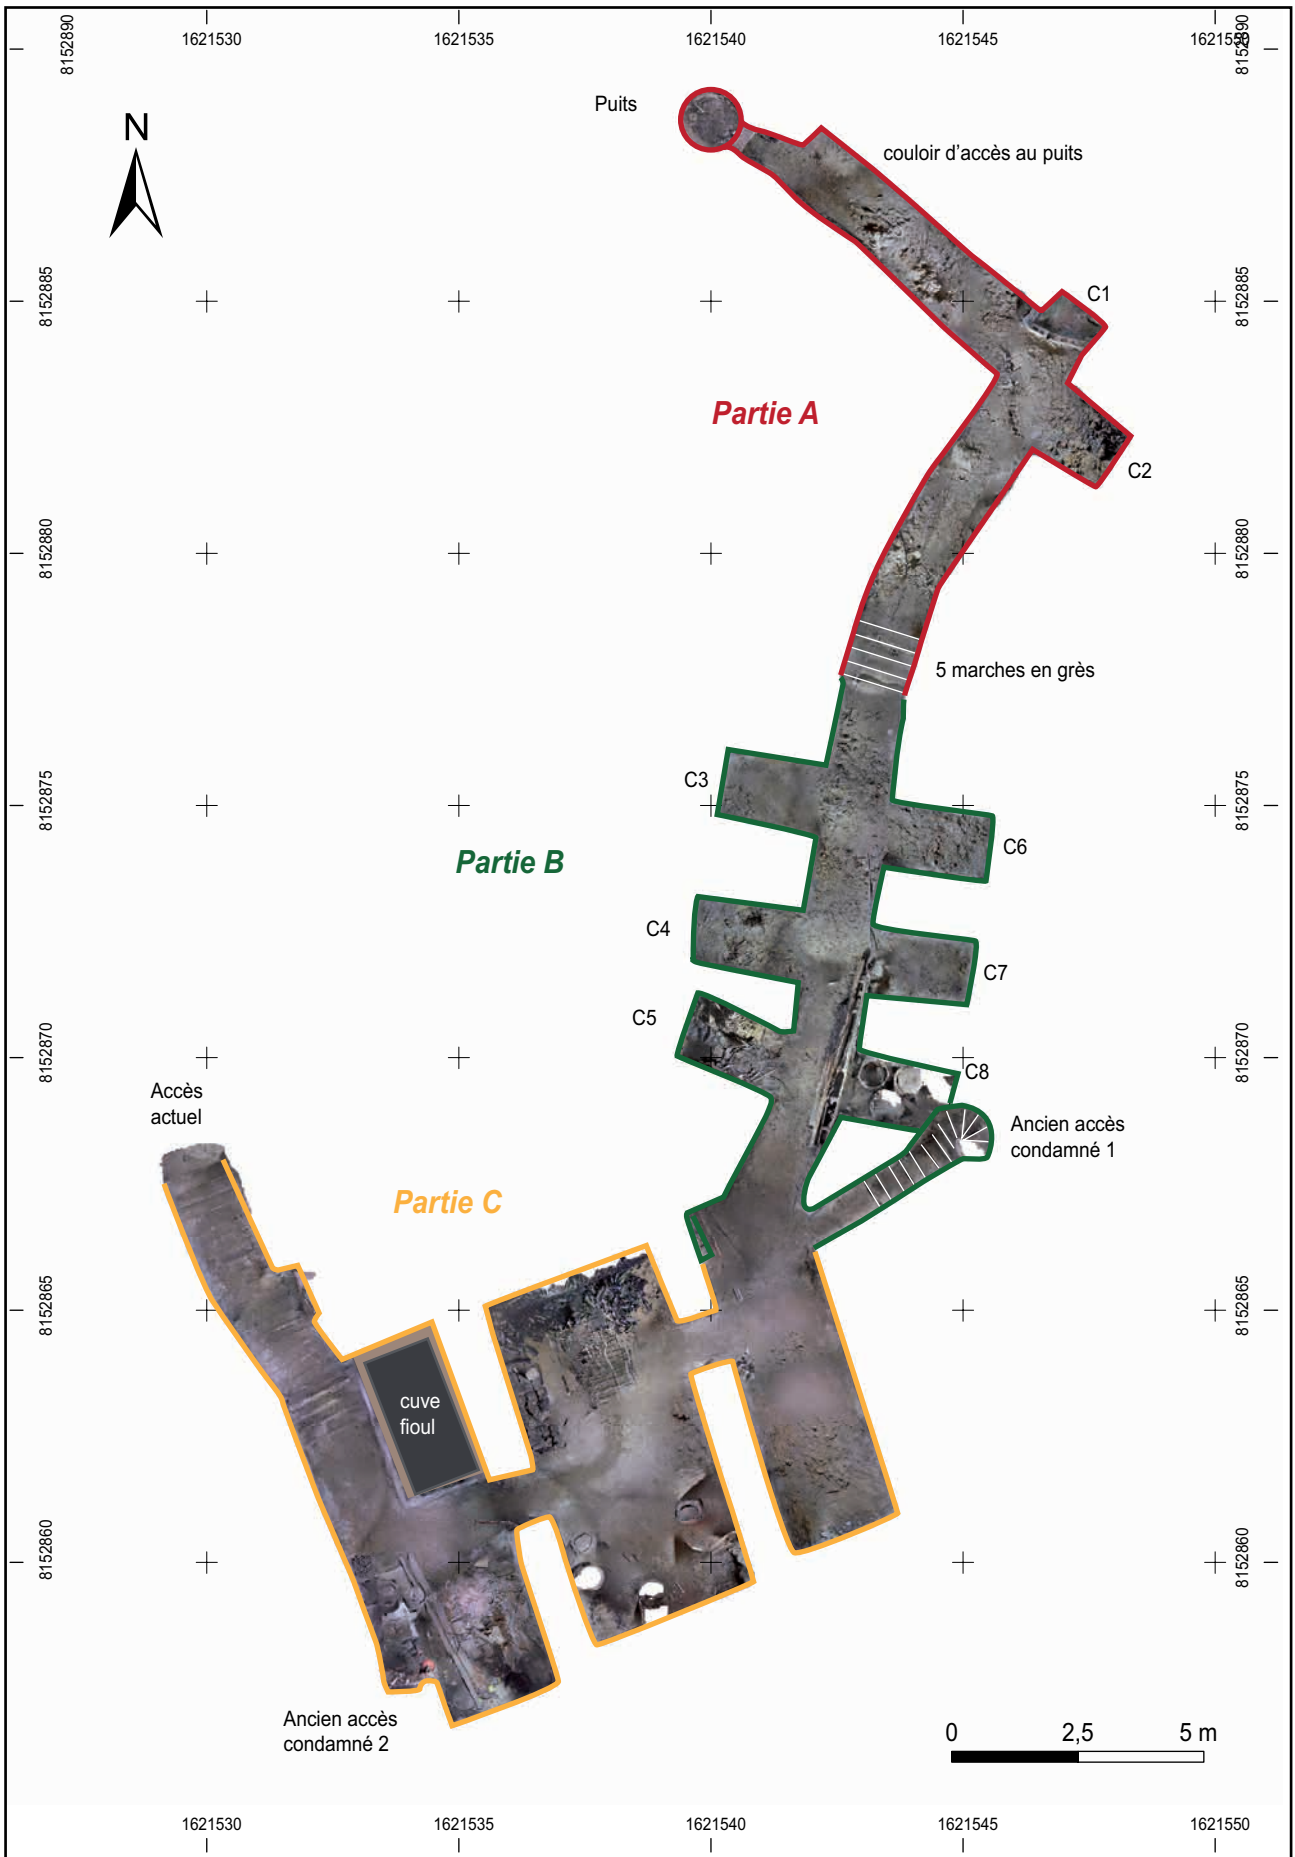 1621530
1621535
1621540
1621545
1621550
8152890
8152890
N
Puits
couloir d'accès au puits
8152885
8152885
C1
Partie A
C2
8152880
8152880
5 marches en grès
8152875
8152875
C3
C6
Partie B
C4
C7
C5
8152870
8152870
C8
Accès
actuel
Ancien accès
condamné 1
Partie C
8152865
8152865
cuve
fioul
8152860
8152860
Ancien accès
condamné 2
0 2,5 5 m
1621530
1621535
1621540
1621545
1621550